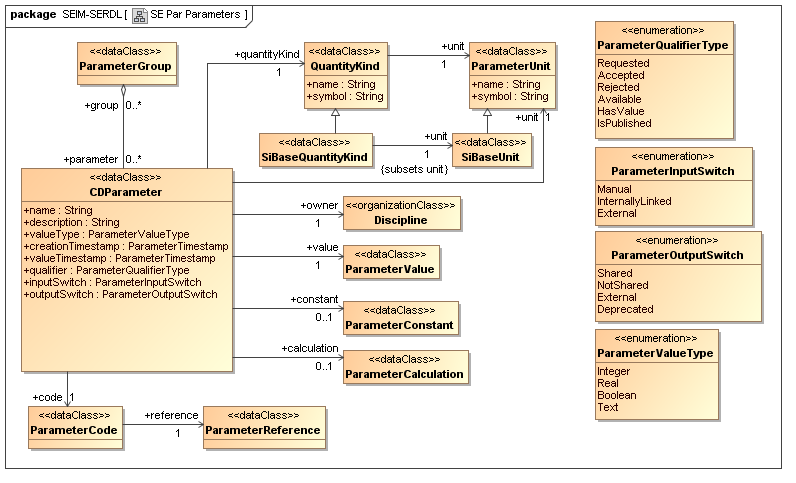 package SEIM-SERDL [ SE Par Parameters ]
<<dataClass>>
ParameterGroup
+group 0..*
+parameter 0..*
+quantityKind
1
<<dataClass>>
QuantityKind
+name : String
+symbol : String
+unit
1
<<dataClass>>
ParameterUnit
+name : String
+symbol : String
+unit 1
<<dataClass>>
SiBaseQuantityKind
+unit
1
{subsets unit}
<<dataClass>>
SiBaseUnit
<<dataClass>>
CDParameter
+name : String
+description : String
+valueType : ParameterValueType
+creationTimestamp : ParameterTimestamp
+valueTimestamp : ParameterTimestamp
+qualifier : ParameterQualifierType
+inputSwitch : ParameterInputSwitch
+outputSwitch : ParameterOutputSwitch
+owner
1
<<organizationClass>>
Discipline
+value
1
<<dataClass>>
ParameterValue
+constant
0..1
<<dataClass>>
ParameterConstant
+calculation
0..1
<<dataClass>>
ParameterCalculation
+code 1
<<dataClass>>
ParameterCode
+reference
1
<<dataClass>>
ParameterReference
<<enumeration>>
ParameterQualifierType
Requested
Accepted
Rejected
Available
HasValue
IsPublished
<<enumeration>>
ParameterInputSwitch
Manual
InternallyLinked
External
<<enumeration>>
ParameterOutputSwitch
Shared
NotShared
External
Deprecated
<<enumeration>>
ParameterValueType
Integer
Real
Boolean
Text